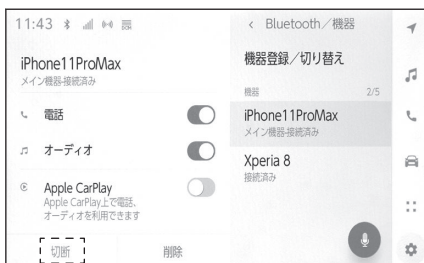 11:43
iPhone11ProMax
メイン機器-接続済み
電話
オーディオ
Apple CarPlay
Apple CarPlay上で電話、
オーディオを利用できます
切断
削除
< Bluetooth/機器
機器登録/切り替え
機器 2/5
iPhone11ProMax
メイン機器-接続済み
Xperia 8
接続済み